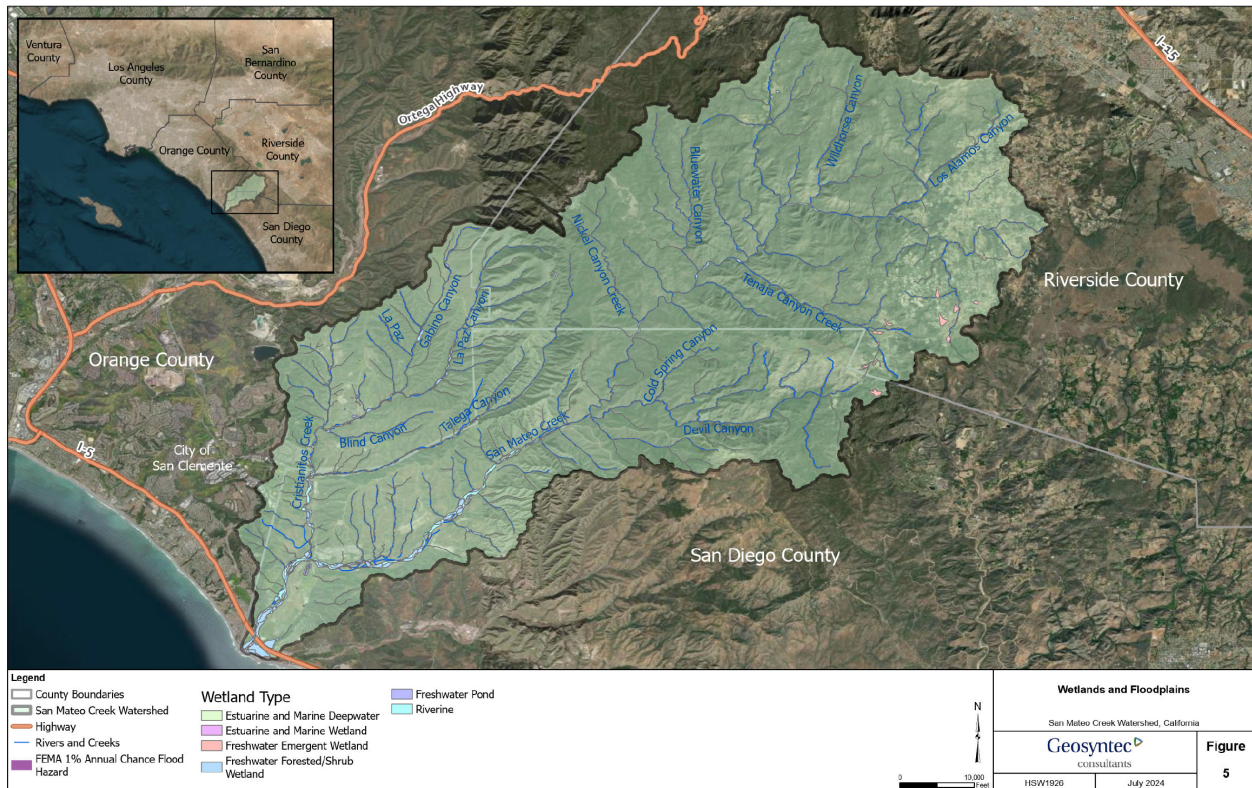 Ventura
County
Los Angeles
County
San
Bernardino
County
Orange County
Riverside
County
San Diego
County
Ortega Highway
I-15
Wildhorse Canyon
Los Alamos Canyon
Bluewater Canyon
Nickel Canyon Creek
Tenaja Canyon Creek
Riverside County
La Paz
Gabino Canyon
La Paz Canyon
Orange County
Cold Spring Canyon
Talega Canyon
Blind Canyon
San Mateo Creek
Devil Canyon
Cristianitos Creek
I-5
City of
San Clemente
San Diego County
Legend
County Boundaries
San Mateo Creek Watershed
Highway
Rivers and Creeks
FEMA 1% Annual Chance Flood
Hazard
Wetland Type
Estuarine and Marine Deepwater
Estuarine and Marine Wetland
Freshwater Emergent Wetland
Freshwater Forested/Shrub
Wetland
Freshwater Pond
Riverine
N
0 10,000
Feet
Wetlands and Floodplains
San Mateo Creek Watershed, California
Geosyntec
consultants
Figure
5
HSW1926 July 2024